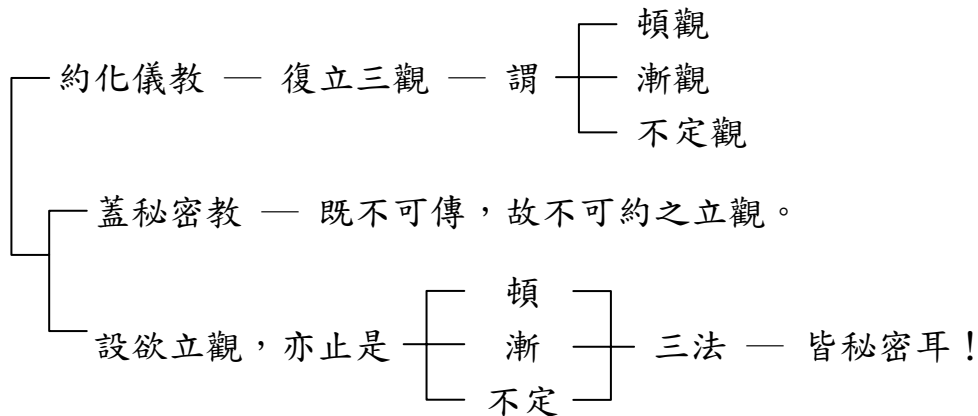 頓觀
約化儀教 — 復立三觀 — 謂 漸觀
不定觀
蓋秘密教 — 既不可傳，故不可約之立觀。
頓
設欲立觀，亦止是 漸 三法 — 皆秘密耳！
不定